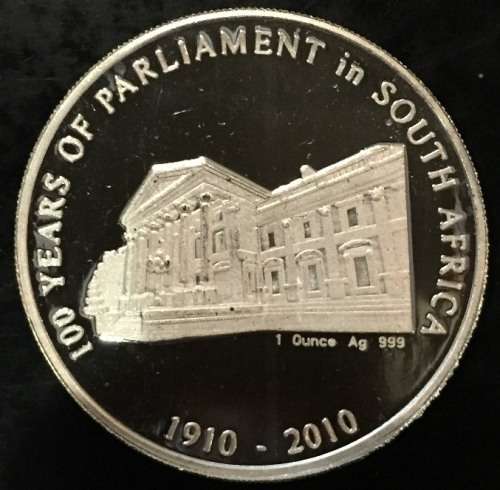 100 YEARS OF PARLIAMENT in SOUTH AFRICA
1 Ounce Ag 999
1910 - 2010